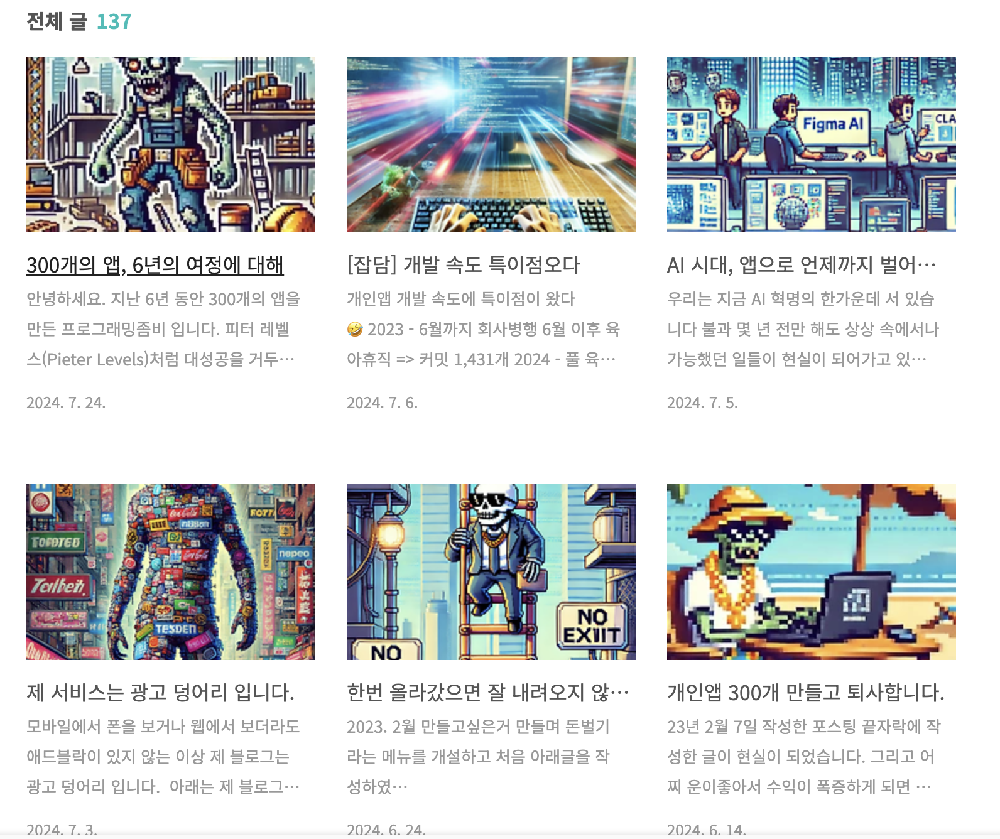 전체 글 137
Figma AI
CLA
300개의 앱, 6년의 여정에 대해
안녕하세요. 지난 6년 동안 300개의 앱을
만든 프로그래밍좀비 입니다. 피터 레벨
스(Pieter Levels)처럼 대성공을 거두…
2024. 7. 24.
[잡담] 개발 속도 특이점오다
개인앱 개발 속도에 특이점이 왔다
🤣 2023 - 6월까지 회사병행 6월 이후 육
아휴직 => 커밋 1,431개 2024 - 풀 육…
2024. 7. 6.
AI 시대, 앱으로 언제까지 벌어…
우리는 지금 AI 혁명의 한가운데 서 있습
니다 불과 몇 년 전만 해도 상상 속에서나
가능했던 일들이 현실이 되어가고 있…
2024. 7. 5.
TESDEN
NO
NO
EXIIT
제 서비스는 광고 덩어리 입니다.
모바일에서 폰을 보거나 웹에서 보더라도
애드블락이 있지 않는 이상 제 블로그는
광고 덩어리 입니다. 아래는 제 블로그…
2024. 7. 3.
한번 올라갔으면 잘 내려오지 않…
2023. 2월 만들고싶은거 만들며 돈벌기
라는 메뉴를 개설하고 처음 아래글을 작
성하였…
2024. 6. 24.
개인앱 300개 만들고 퇴사합니다.
23년 2월 7일 작성한 포스팅 끝자락에 작
성한 글이 현실이 되었습니다. 그리고 어
찌 운이좋아서 수익이 폭증하게 되면 …
2024. 6. 14.